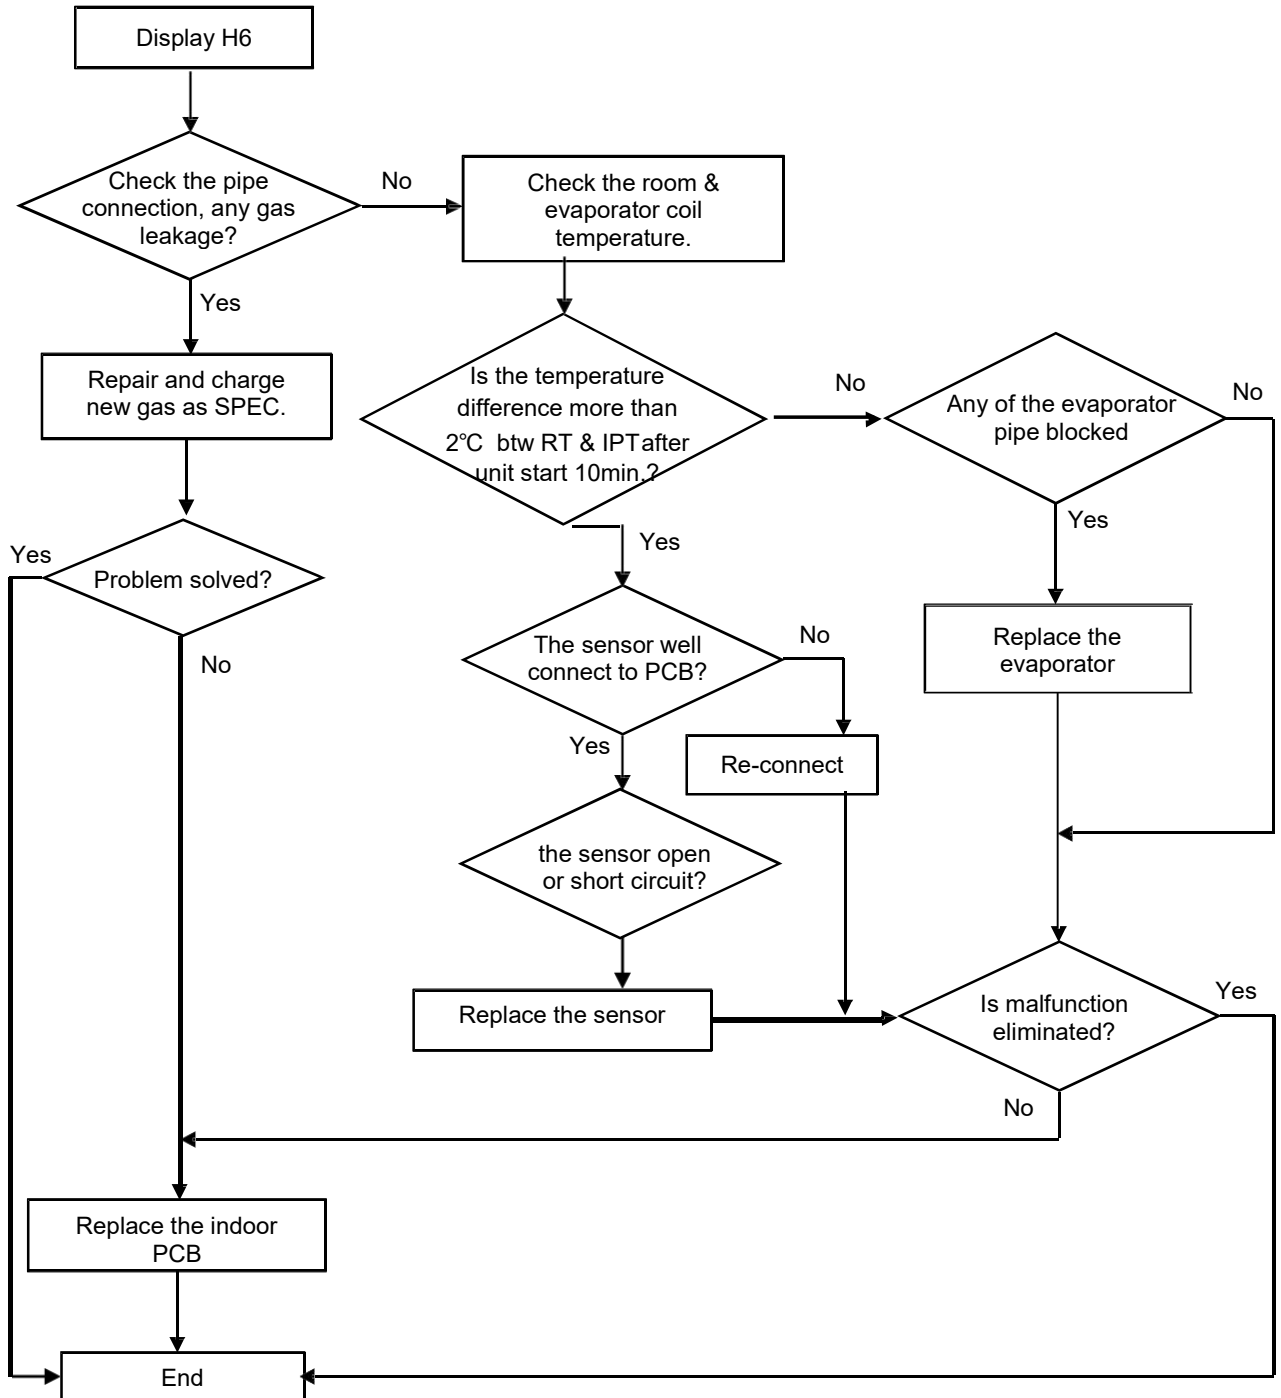 Display H6
Check the pipe
connection, any gas
leakage?
No
Check the room &
evaporator coil
temperature.
Yes
Repair and charge
new gas as SPEC.
Is the temperature
difference more than
2℃ btw RT & IPTafter
unit start 10min.?
No
Any of the evaporator
pipe blocked
No
Yes
Yes
Problem solved?
Yes
No
The sensor well
connect to PCB?
No
Replace the
evaporator
Yes
Re-connect
the sensor open
or short circuit?
Replace the sensor
Is malfunction
eliminated?
Yes
No
Replace the indoor
PCB
End